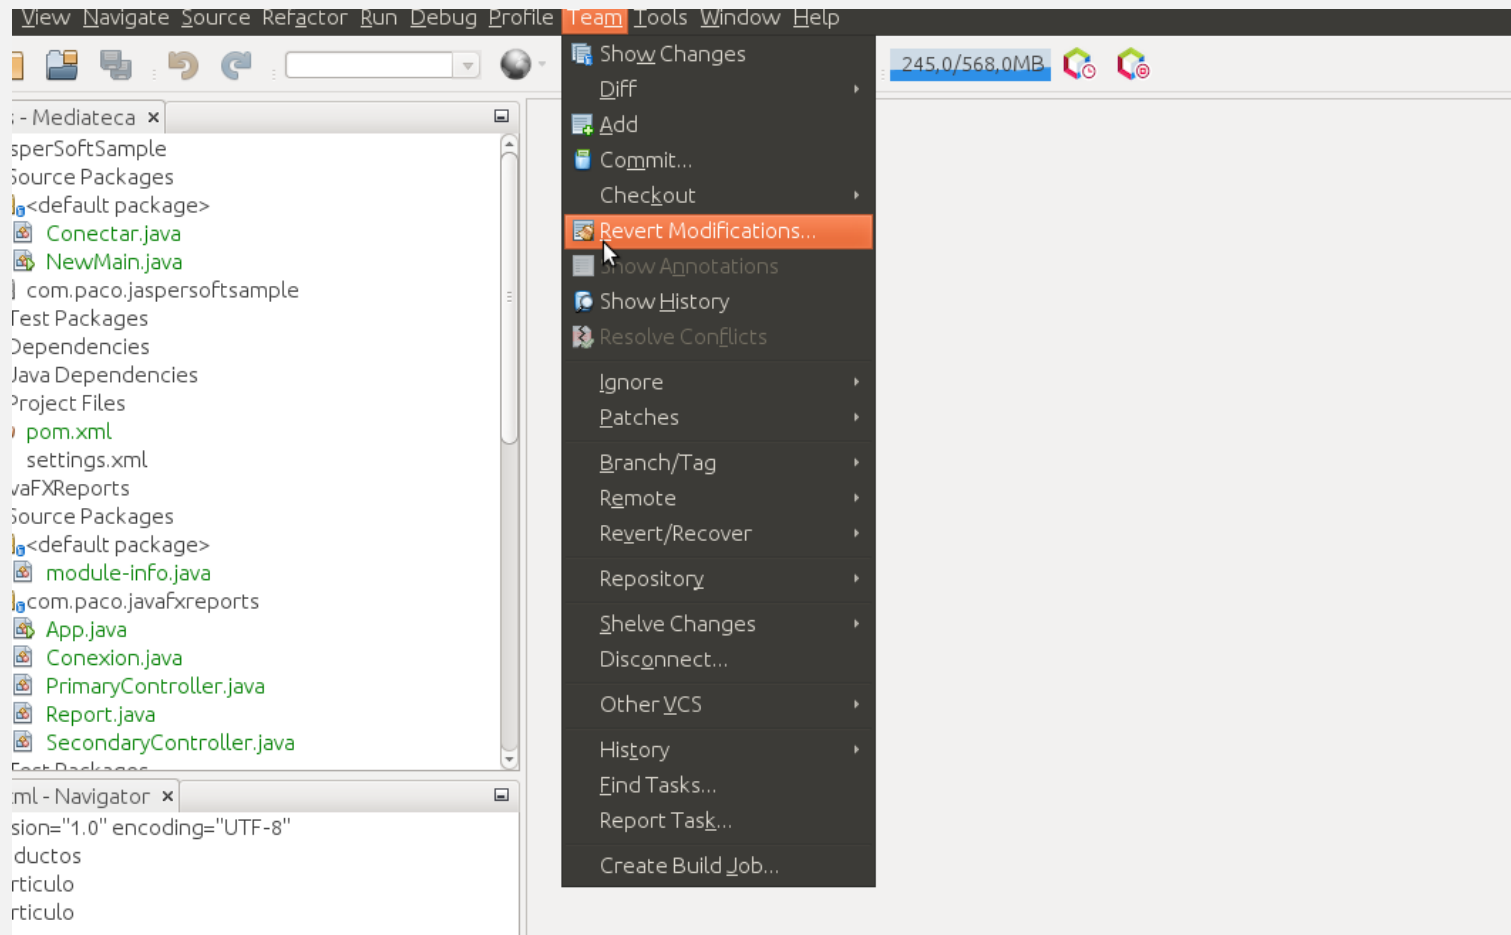 View Navigate Source Refactor Run Debug Profile Team Tools Window Help
245,0/568,0MB
s - Mediateca
sperSoftSample
Source Packages
<default package>
Conectar.java
NewMain.java
com.paco.jaspersoftsample
Test Packages
Dependencies
Java Dependencies
Project Files
pom.xml
settings.xml
vaFXReports
Source Packages
<default package>
module-info.java
com.paco.javafxreports
App.java
Conexion.java
PrimaryController.java
Report.java
SecondaryController.java
Test Packages
ml - Navigator
sion="1.0" encoding="UTF-8"
ductos
rticulo
rticulo
Show Changes
Diff
Add
Commit...
Checkout
Revert Modifications...
Show Annotations
Show History
Resolve Conflicts
Ignore
Patches
Branch/Tag
Remote
Revert/Recover
Repository
Shelve Changes
Disconnect...
Other VCS
History
Find Tasks...
Report Task...
Create Build Job...